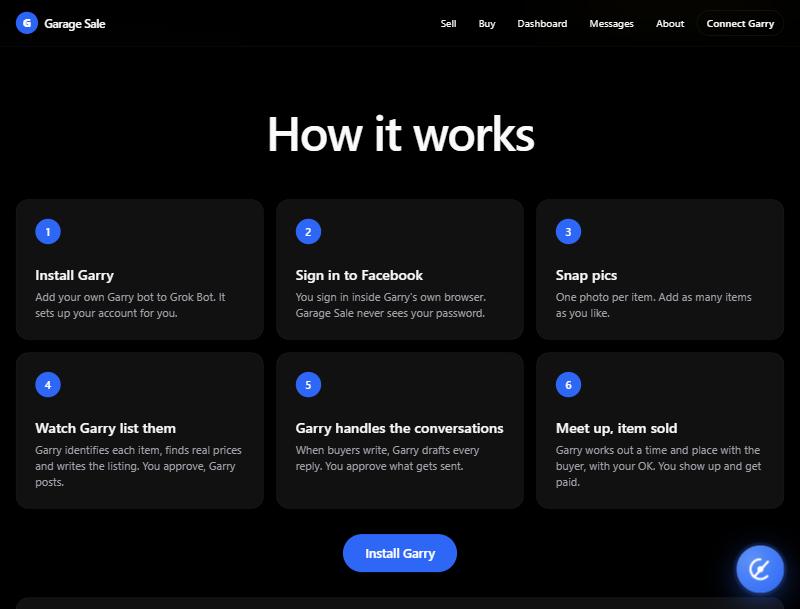 G Garage Sale
Sell Buy Dashboard Messages About Connect Garry
How it works
1
Install Garry
Add your own Garry bot to Grok Bot. It
sets up your account for you.
2
Sign in to Facebook
You sign in inside Garry's own browser.
Garage Sale never sees your password.
3
Snap pics
One photo per item. Add as many items
as you like.
4
Watch Garry list them
Garry identifies each item, finds real prices
and writes the listing. You approve, Garry
posts.
5
Garry handles the conversations
When buyers write, Garry drafts every
reply. You approve what gets sent.
6
Meet up, item sold
Garry works out a time and place with the
buyer, with your OK. You show up and get
paid.
Install Garry